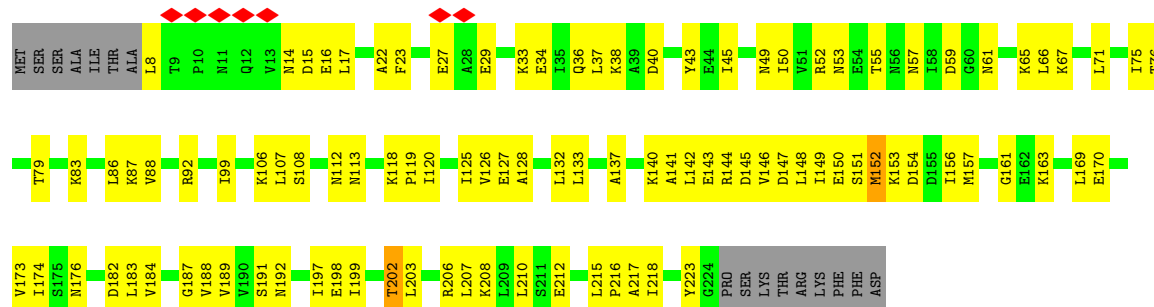 MET SER SER ALA ILE THR ALA L8 T9 P10 N11 Q12 V13 N14 D15 E16 L17 A22 F23 E27 A28 E29 K33 E34 I35 Q36 L37 K38 A39 D40 Y43 E44 I45 N49 I50 V51 R52 N53 E54 T55 N56 N57 I58 D59 G60 N61 K65 L66 K67 L71 I75 T76
T79 K83 L86 K87 V88 R92 I99 K106 L107 S108 N112 N113 K118 P119 I120 I125 V126 E127 A128 L132 L133 A137 K140 A141 L142 E143 R144 D145 V146 D147 L148 I149 E150 S151 M152 K153 D154 D155 I156 M157 G161 E162 K163 L169 E170
V173 I174 S175 N176 D182 L183 V184 G187 V188 V189 V190 S191 N192 I197 E198 I199 T202 L203 R206 L207 K208 L209 L210 S211 E212 L215 P216 A217 I218 Y223 G224 PRO SER LYS THR ARG LYS PHE PHE ASP